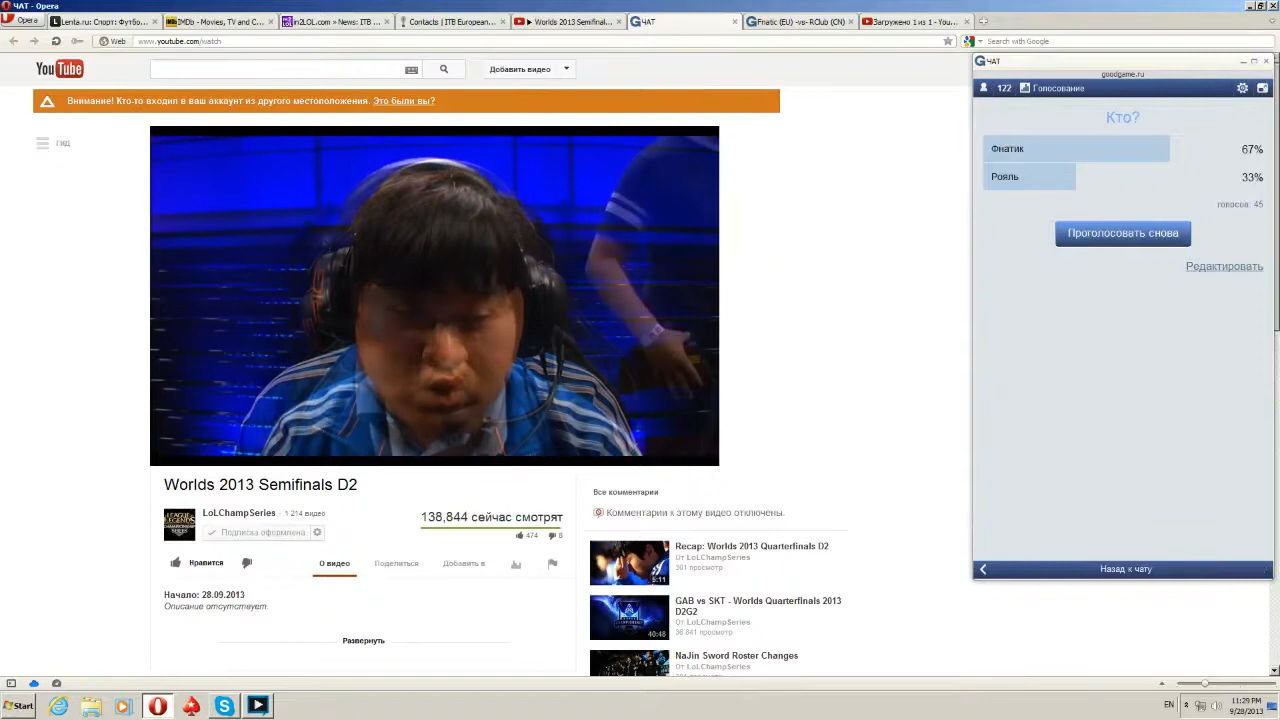 ЧАТ - Opera
Opera
Lenta.ru : Спорт: Футбо...
IMDb - Movies, TV and C...
in2LOL.com » News: ITB ...
Contacts | ITB European...
Worlds 2013 Semifinal...
ЧАТ
Fnatic (EU) -vs- RClub (CN)
Загружено 1 из 1 - You...
Web
www.youtube.com/watch
Search with Google
YouTube
Добавить видео
Внимание! Кто-то входил в ваш аккаунт из другого местоположения. Это были вы?
ГИД
Worlds 2013 Semifinals D2
LoLChampSeries · 1 214 видео
Подписка оформлена
138,844 сейчас смотрят
474
Нравится
О видео
Поделиться
Добавить в
Начало: 28.09.2013
Описание отсутствует.
Развернуть
Все комментарии
Комментарии к этому видео отключены.
Recap: Worlds 2013 Quarterfinals D2
От LoLChampSeries
301 просмотр
5:11
GAB vs SKT - Worlds Quarterfinals 2013
D2G2
От LoLChampSeries
36 841 просмотр
40:48
NaJin Sword Roster Changes
От LoLChampSeries
ЧАТ
goodgame.ru
122
Голосование
Кто?
Фнатик
67%
Рояль
33%
голосов: 45
Проголосовать снова
Редактировать
Назад к чату
Start
EN
11:29 PM
9/28/2013